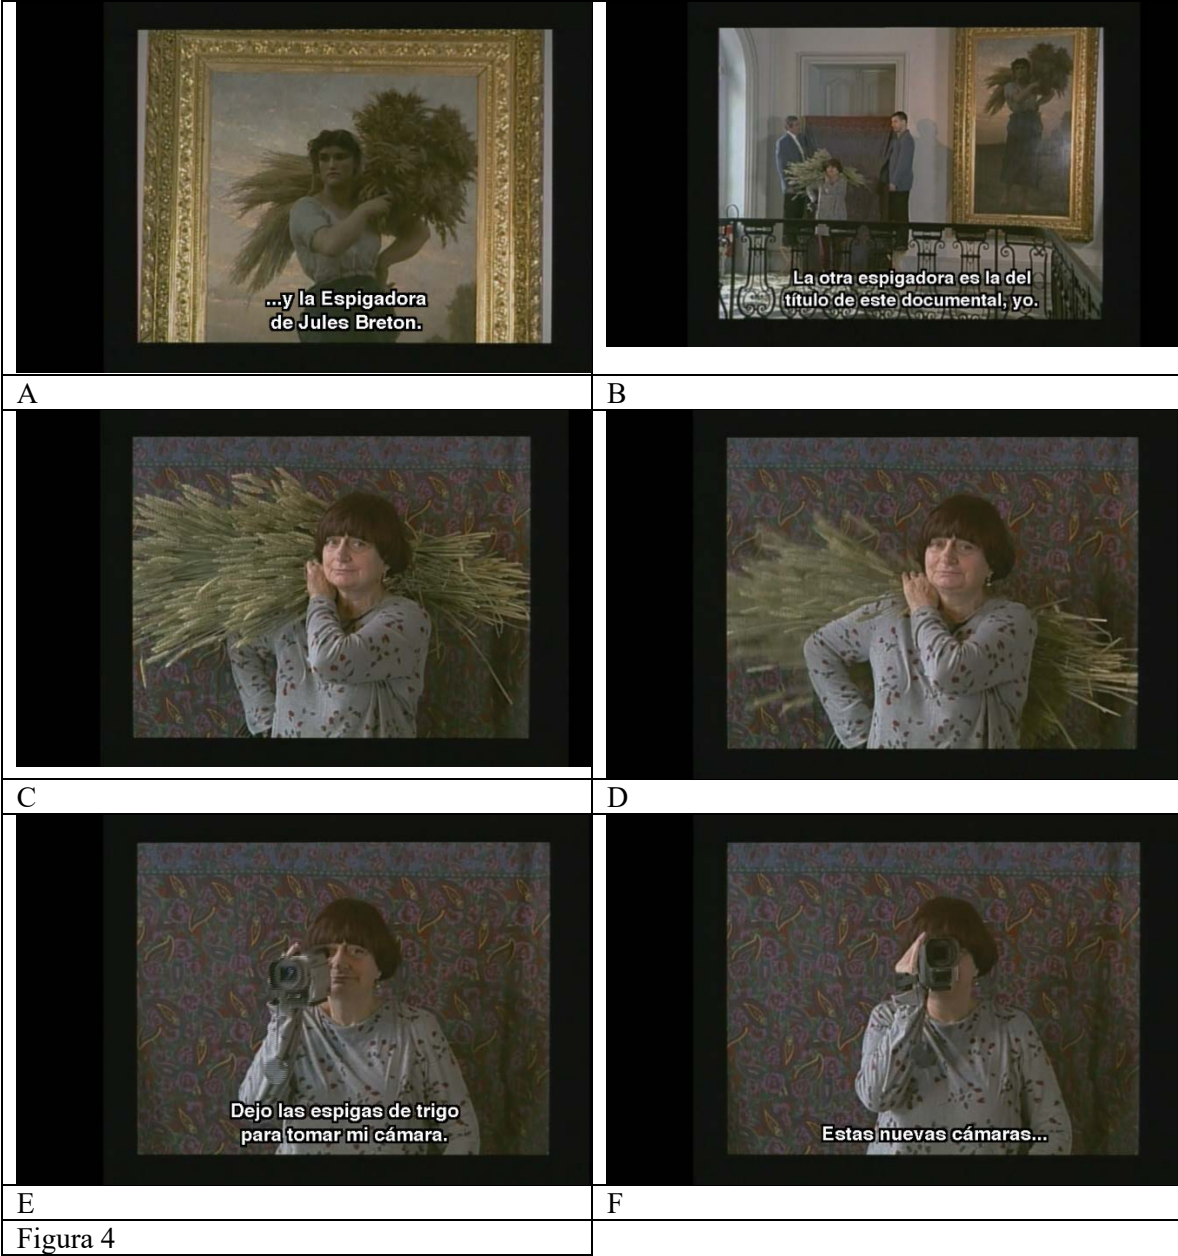 ...y la Espigadora
de Jules Breton.
La otra espigadora es la del
título de este documental, yo.
A
B
C
D
Dejo las espigas de trigo
para tomar mi cámara.
Estas nuevas cámaras...
E
F
Figura 4